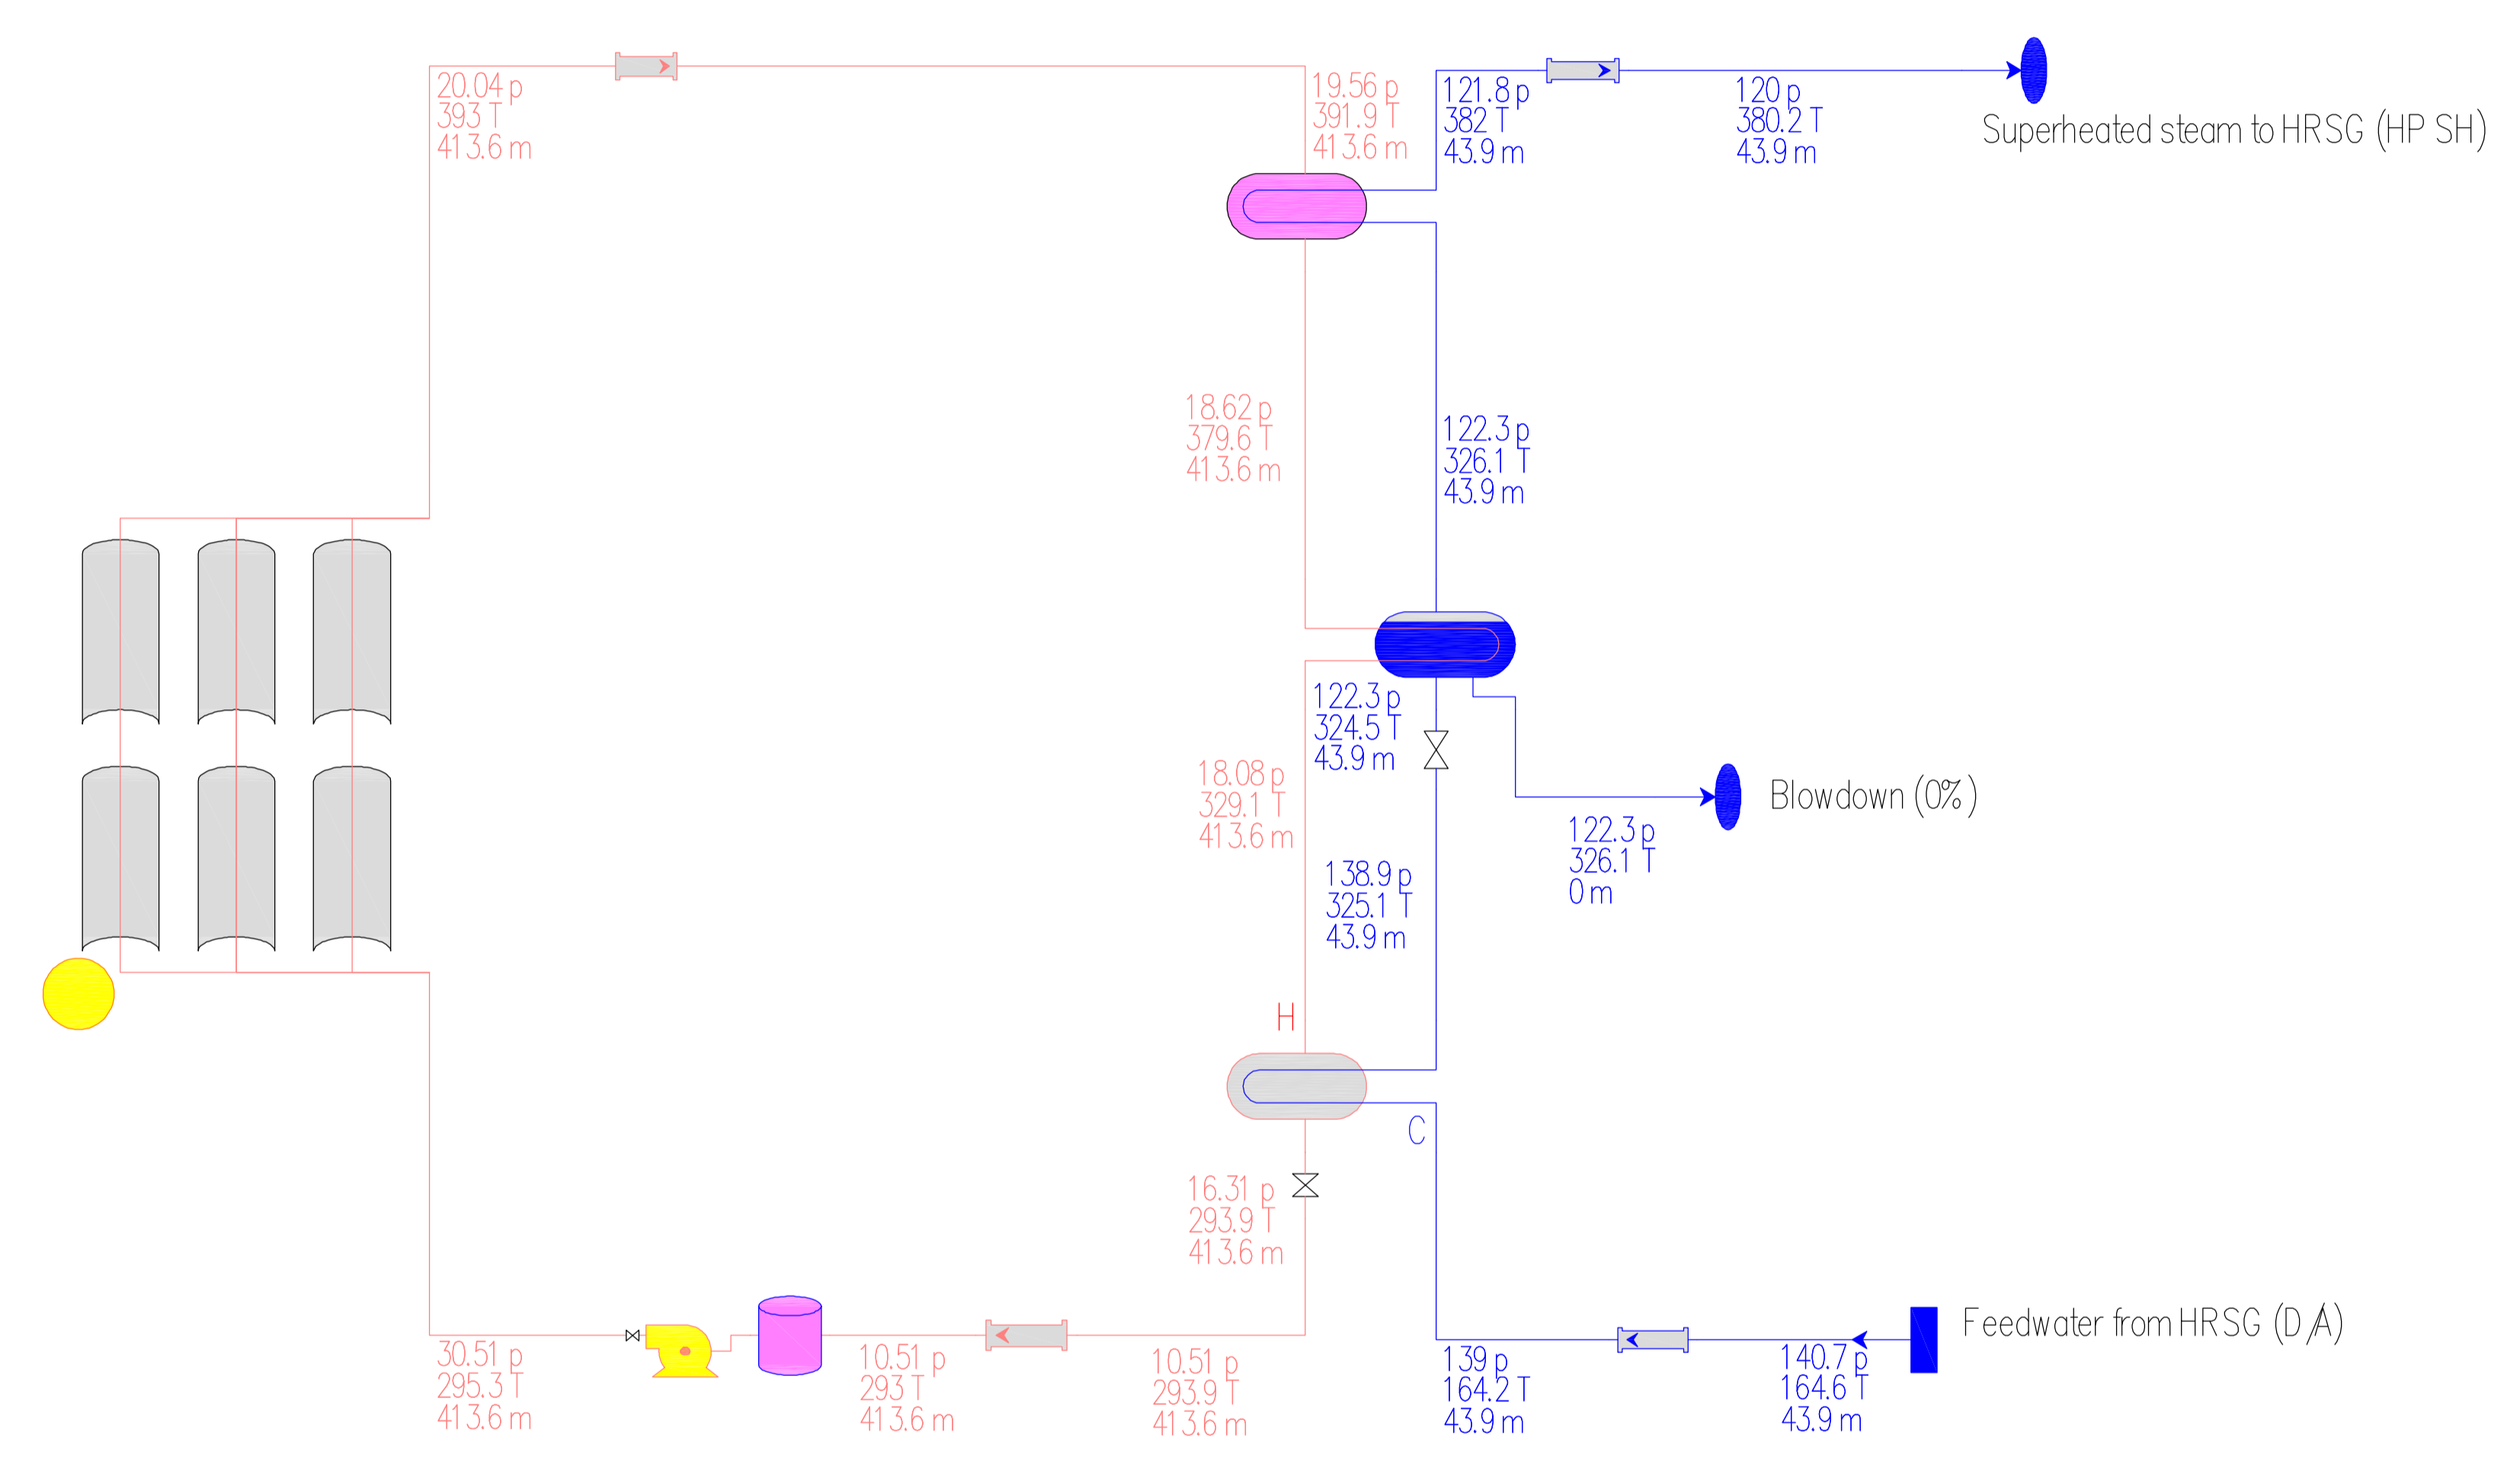 20.04 p
393 T
413.6 m
19.56 p
391.9 T
413.6 m
121.8 p
382 T
43.9 m
120 p
380.2 T
43.9 m
Superheated steam to HRSG (HP SH)
18.62 p
379.6 T
413.6 m
122.3 p
326.1 T
43.9 m
122.3 p
324.5 T
43.9 m
18.08 p
329.1 T
413.6 m
Blowdown (0%)
122.3 p
326.1 T
0 m
138.9 p
325.1 T
43.9 m
H
C
16.31 p
293.9 T
413.6 m
Feedwater from HRSG (D/A)
30.51 p
295.3 T
413.6 m
10.51 p
293 T
413.6 m
10.51 p
293.9 T
413.6 m
139 p
164.2 T
43.9 m
140.7 p
164.6 T
43.9 m